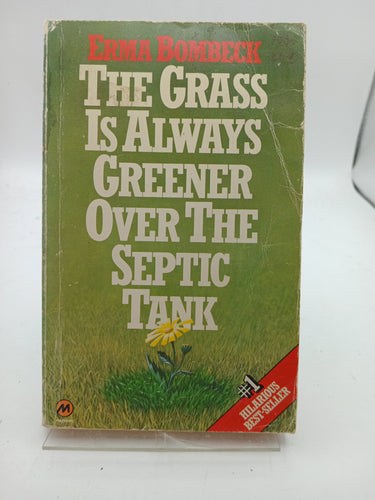 ERMA BOMBECK
THE GRASS
IS ALWAYS
GREENER
OVER THE
SEPTIC
TANK
#1
HILARIOUS
BEST-SELLER
M